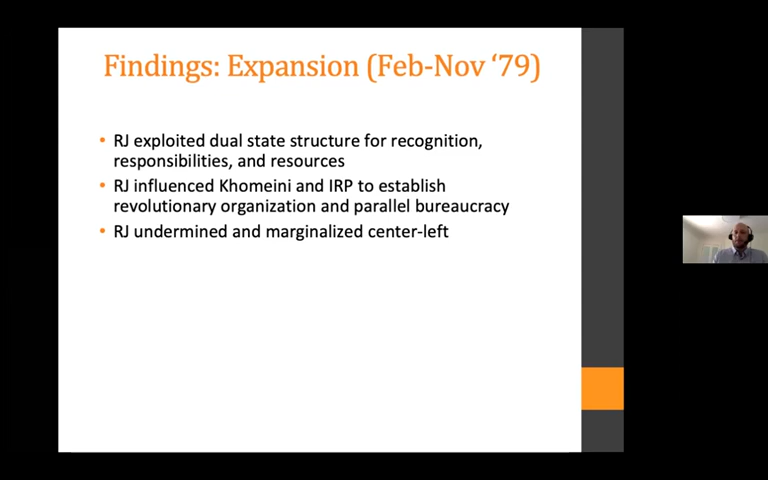 Findings: Expansion (Feb-Nov ‘79)
• RJ exploited dual state structure for recognition,
responsibilities, and resources
• RJ influenced Khomeini and IRP to establish
revolutionary organization and parallel bureaucracy
• RJ undermined and marginalized center-left